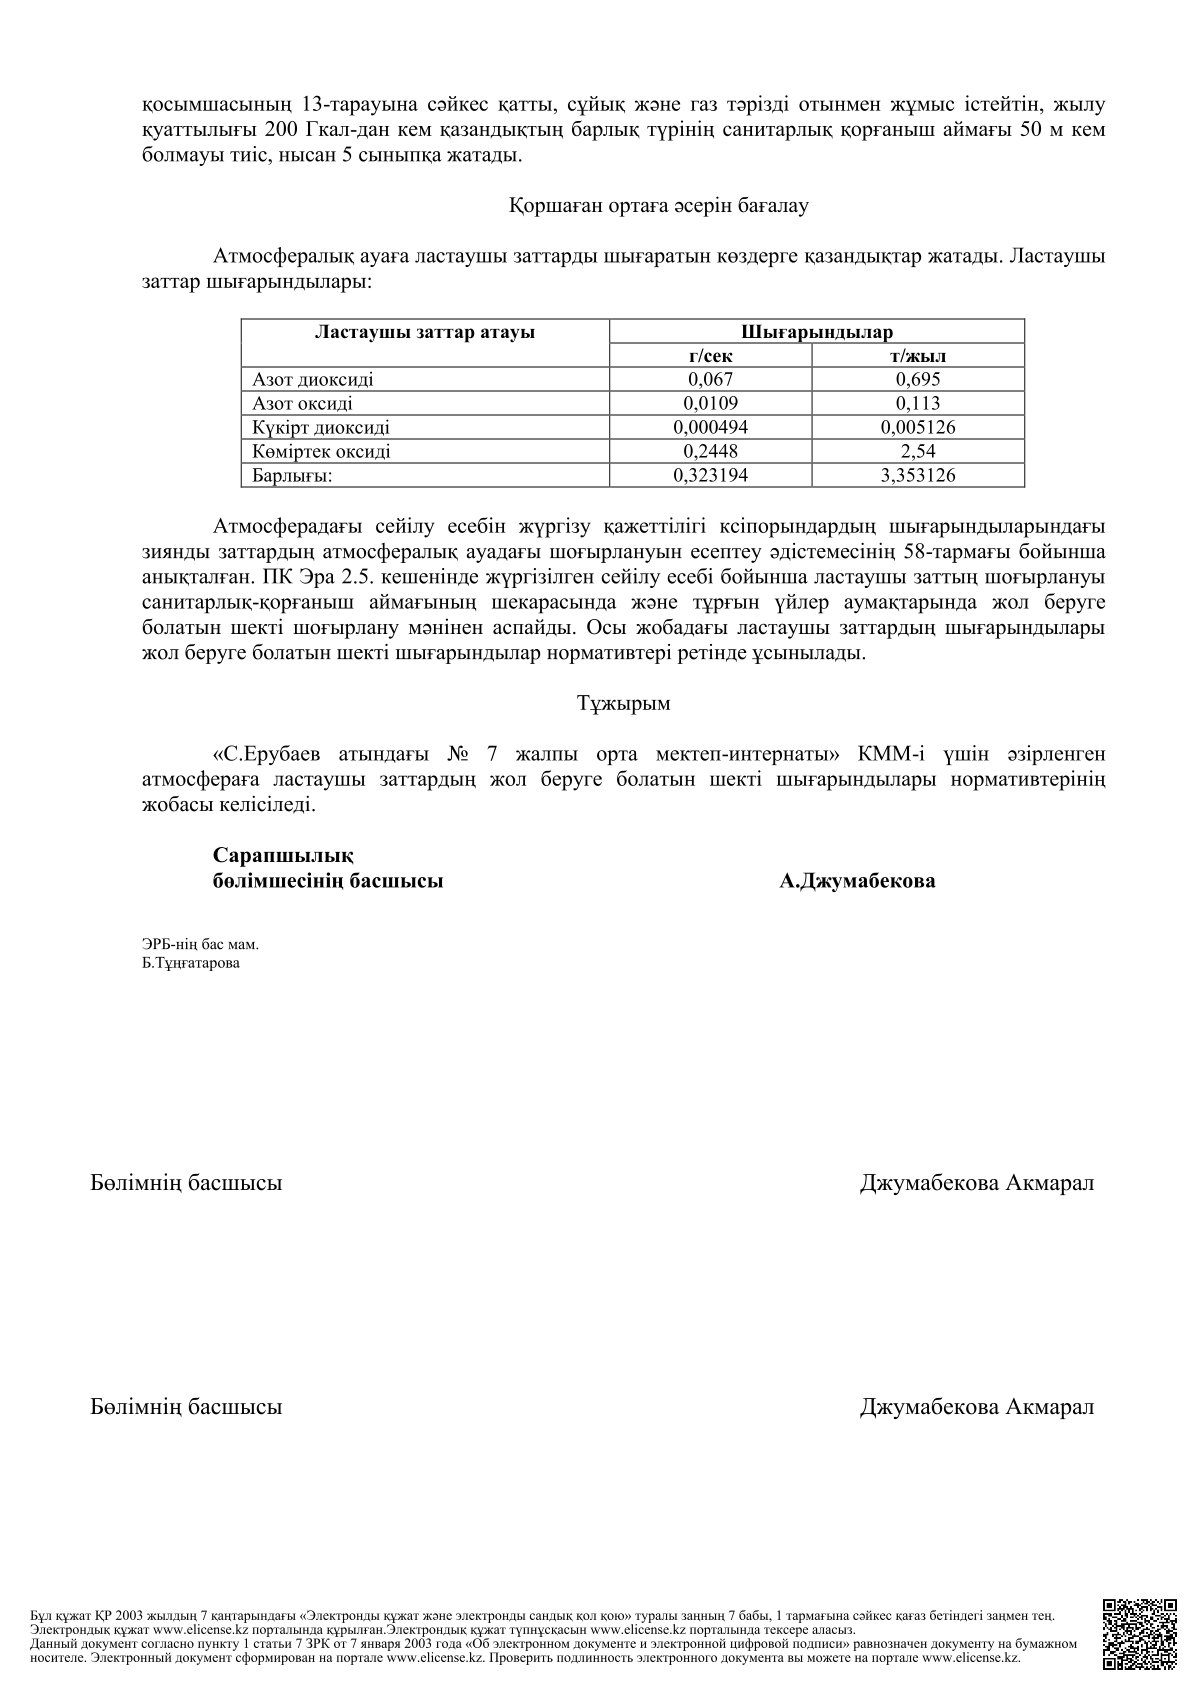 қосымшасының 13-тарауына сәйкес қатты, сұйық және газ тәрізді отынмен жұмыс істейтін, жылу
қуаттылығы 200 Гкал-дан кем қазандықтың барлық түрінің санитарлық қорғаныш аймағы 50 м кем
болмауы тиіс, нысан 5 сыныпқа жатады.
Қоршаған ортаға әсерін бағалау
Атмосфералық ауаға ластаушы заттарды шығаратын көздерге қазандықтар жатады. Ластаушы
заттар шығарындылары:
Ластаушы заттар атауы Шығарындылар
г/сек т/жыл
Азот диоксиді 0,067 0,695
Азот оксиді 0,0109 0,113
Күкірт диоксиді 0,000494 0,005126
Көміртек оксиді 0,2448 2,54
Барлығы: 0,323194 3,353126
Атмосферадағы сейілу есебін жүргізу қажеттілігі ксіпорындардың шығарындыларындағы
зиянды заттардың атмосфералық ауадағы шоғырлануын есептеу әдістемесінің 58-тармағы бойынша
анықталған. ПК Эра 2.5. кешенінде жүргізілген сейілу есебі бойынша ластаушы заттың шоғырлануы
санитарлық-қорғаныш аймағының шекарасында және тұрғын үйлер аумақтарында жол беруге
болатын шекті шоғырлану мәнінен аспайды. Осы жобадағы ластаушы заттардың шығарындылары
жол беруге болатын шекті шығарындылар нормативтері ретінде ұсынылады.
Тұжырым
«С.Ерубаев атындағы № 7 жалпы орта мектеп-интернаты» КММ-і үшін әзірленген
атмосфераға ластаушы заттардың жол беруге болатын шекті шығарындылары нормативтерінің
жобасы келісіледі.
Сарапшылық
бөлімшесінің басшысы А.Джумабекова
ЭРБ-нің бас мам.
Б.Тұңғатарова
Бөлімнің басшысы Джумабекова Акмарал
Бөлімнің басшысы Джумабекова Акмарал
Бұл құжат ҚР 2003 жылдың 7 қаңтарындағы «Электронды құжат және электронды сандық қол қою» туралы заңның 7 бабы, 1 тармағына сәйкес қағаз бетіндегі заңмен тең.
Электрондық құжат www.elicense.kz порталында құрылған.Электрондық құжат түпнұсқасын www.elicense.kz порталында тексере аласыз.
Данный документ согласно пункту 1 статьи 7 ЗРК от 7 января 2003 года «Об электронном документе и электронной цифровой подписи» равнозначен документу на бумажном
носителе. Электронный документ сформирован на портале www.elicense.kz. Проверить подлинность электронного документа вы можете на портале www.elicense.kz.